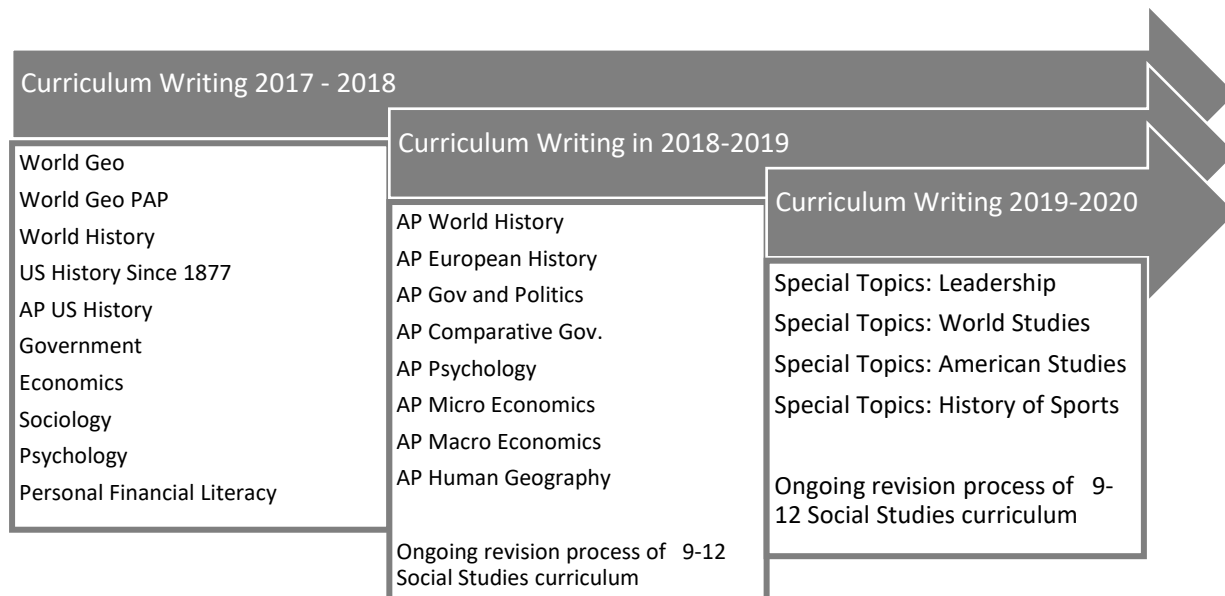 Curriculum Writing 2017 - 2018
World Geo
World Geo PAP
World History
US History Since 1877
AP US History
Government
Economics
Sociology
Psychology
Personal Financial Literacy
Curriculum Writing in 2018-2019
AP World History
AP European History
AP Gov and Politics
AP Comparative Gov.
AP Psychology
AP Micro Economics
AP Macro Economics
AP Human Geography
Ongoing revision process of 9-12
Social Studies curriculum
Curriculum Writing 2019-2020
Special Topics: Leadership
Special Topics: World Studies
Special Topics: American Studies
Special Topics: History of Sports
Ongoing revision process of 9-
12 Social Studies curriculum